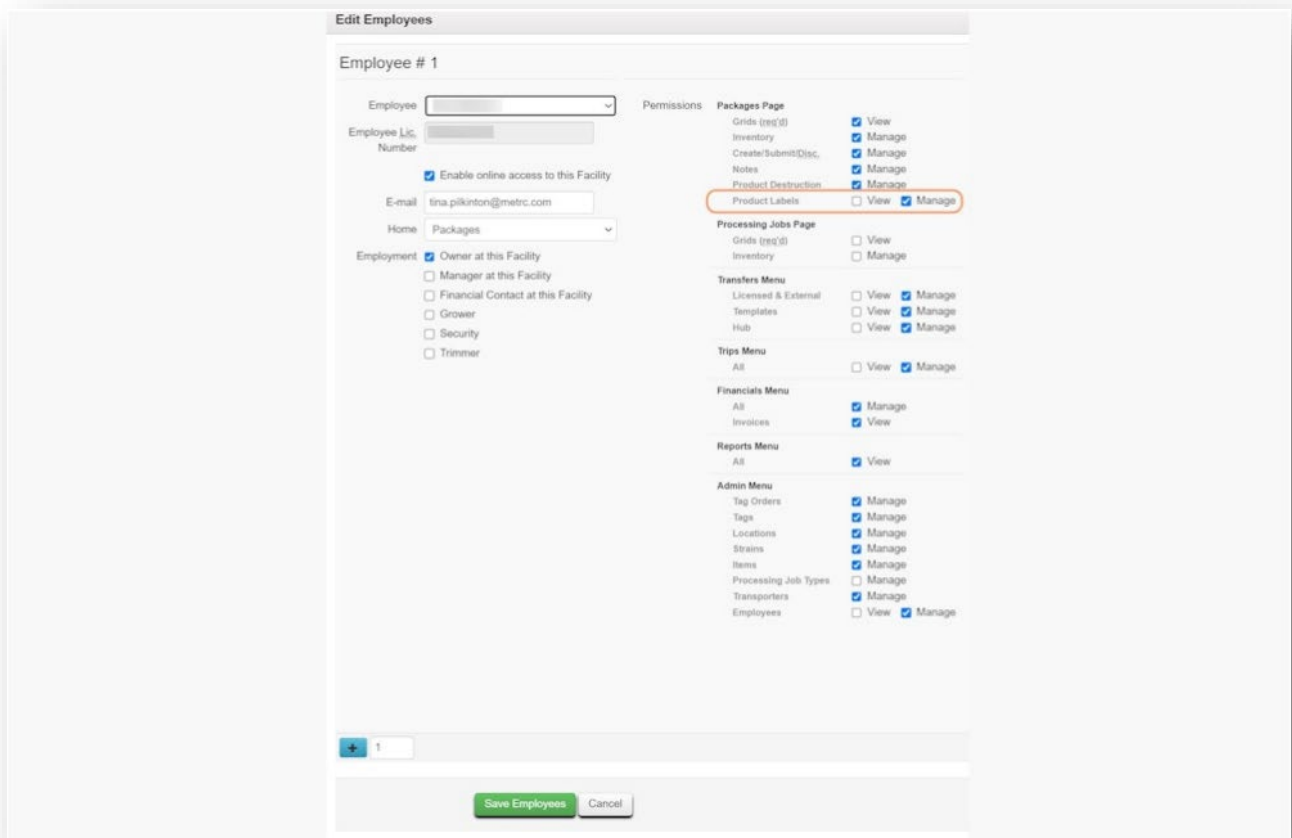 Edit Employees
Employee # 1
Employee
Employee Lic. Number
Enable online access to this Facility
E-mail tina.pilkinton@metrc.com
Home Packages
Employment Owner at this Facility
Manager at this Facility
Financial Contact at this Facility
Grower
Security
Trimmer
Permissions
Packages Page
Grids (req'd) View
Inventory Manage
Create/Submit/Disc. Manage
Notes Manage
Product Destruction Manage
Product Labels View Manage
Processing Jobs Page
Grids (req'd) View
Inventory Manage
Transfers Menu
Licensed & External View Manage
Templates View Manage
Hub View Manage
Trips Menu
All View Manage
Financials Menu
All Manage
Invoices View
Reports Menu
All View
Admin Menu
Tag Orders Manage
Tags Manage
Locations Manage
Strains Manage
Items Manage
Processing Job Types Manage
Transporters Manage
Employees View Manage
+ 1
Save Employees Cancel